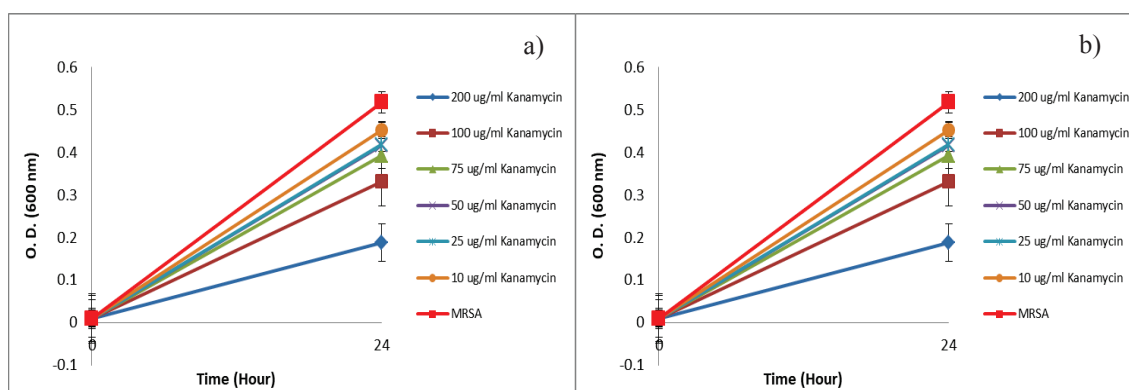 a)
0.6
0.5
0.4
0.3
0.2
0.1
0
-0.1
O. D. (600 nm)
0
24
Time (Hour)
200 ug/ml Kanamycin
100 ug/ml Kanamycin
75 ug/ml Kanamycin
50 ug/ml Kanamycin
25 ug/ml Kanamycin
10 ug/ml Kanamycin
MRSA
b)
0.6
0.5
0.4
0.3
0.2
0.1
0
-0.1
O. D. (600 nm)
0
24
Time (Hour)
200 ug/ml Kanamycin
100 ug/ml Kanamycin
75 ug/ml Kanamycin
50 ug/ml Kanamycin
25 ug/ml Kanamycin
10 ug/ml Kanamycin
MRSA